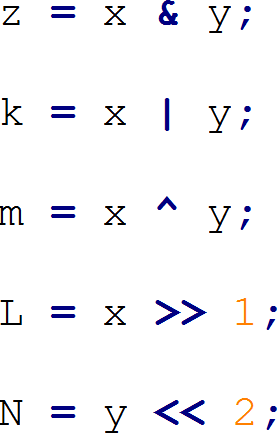 z = x & y;
k = x | y;
m = x ^ y;
L = x >> 1;
N = y << 2;